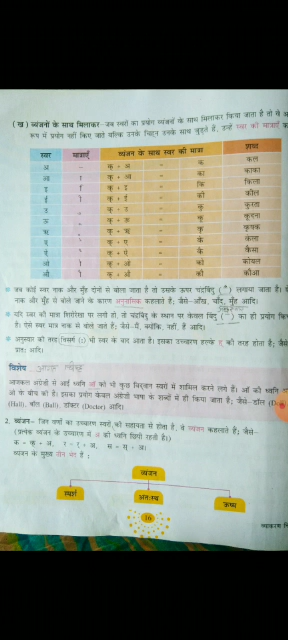 ( ख ) व्यंजनों के साथ मिलाकर–जब स्वरों का प्रयोग व्यंजनों के साथ मिलाकर किया जाता है तो वे
रूप में प्रयोग नहीं किए जाते बल्कि उनके चिह्न उनके साथ जुड़ते हैं, उन्हें स्वर की मात्राएँ
स्वर मात्राएँ व्यंजन के साथ स्वर की मात्रा शब्द
अ – क् + अ = क कल
आ ा क् + आ = का काका
इ ि क् + इ = कि किला
ई ी क् + ई = की कील
उ ु क् + उ = कु
ऊ ू क् + ऊ = कू कूदना
ऋ ृ क् + ऋ = कृ कृषक
ए े क् + ए = के केला
ऐ ै क् + ऐ = कै कैसा
ओ ो क् + ओ = को कोयल
औ ौ क् + औ = कौ कौआ
जब कोई स्वर नाक और मुँह दोनों से बोला जाता है तो उसके ऊपर चंद्रबिंदु ( ँ ) लगाया जाता है।
नाक और मुँह से बोले जाने के कारण अनुनासिक कहलाते हैं; जैसे–आँख, चाँद, मुँह आदि।
यदि स्वर की मात्रा शिरोरेखा पर लगी हो, तो चंद्रबिंदु के स्थान पर केवल बिंदु ( ं ) का ही प्रयोग
है। ऐसे स्वर मात्र नाक से बोले जाते हैं; जैसे–मैं, क्योंकि, नहीं, हैं आदि।
अनुस्वार की तरह विसर्ग (:) भी स्वर के बाद आता है। इसका उच्चारण हल्के ह की तरह होता है; जैसे–
प्रातः आदि।
विशेष
आजकल अंग्रेजी से आई ध्वनि ऑ को भी कुछ विद्वान स्वरों में शामिल करने लगे हैं। ऑ की ध्वनि
ओ के बीच की है। इसका प्रयोग केवल अंग्रेजी भाषा के शब्दों में ही किया जाता है; जैसे– डॉल
(Hall), बॉल (Ball), डॉक्टर (Doctor) आदि।
2. व्यंजन– जिन वर्णों का उच्चारण स्वरों की सहायता से होता है, वे व्यंजन कहलाते हैं; जैसे–
(प्रत्येक व्यंजन के उच्चारण में अ की ध्वनि छिपी रहती है।)
क = क् + अ, र = र् + अ, स = स् + अ।
व्यंजन के मुख्य तीन भेद हैं :
व्यंजन
स्पर्श अंतःस्थ ऊष्म
16
व्याकरण